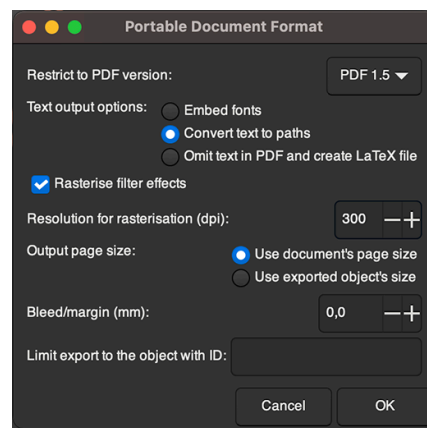 Portable Document Format
Restrict to PDF version: PDF 1.5
Text output options: Embed fonts
Convert text to paths
Omit text in PDF and create LaTeX file
Rasterise filter effects
Resolution for rasterisation (dpi): 300
Output page size: Use document's page size
Use exported object's size
Bleed/margin (mm): 0,0
Limit export to the object with ID:
Cancel OK